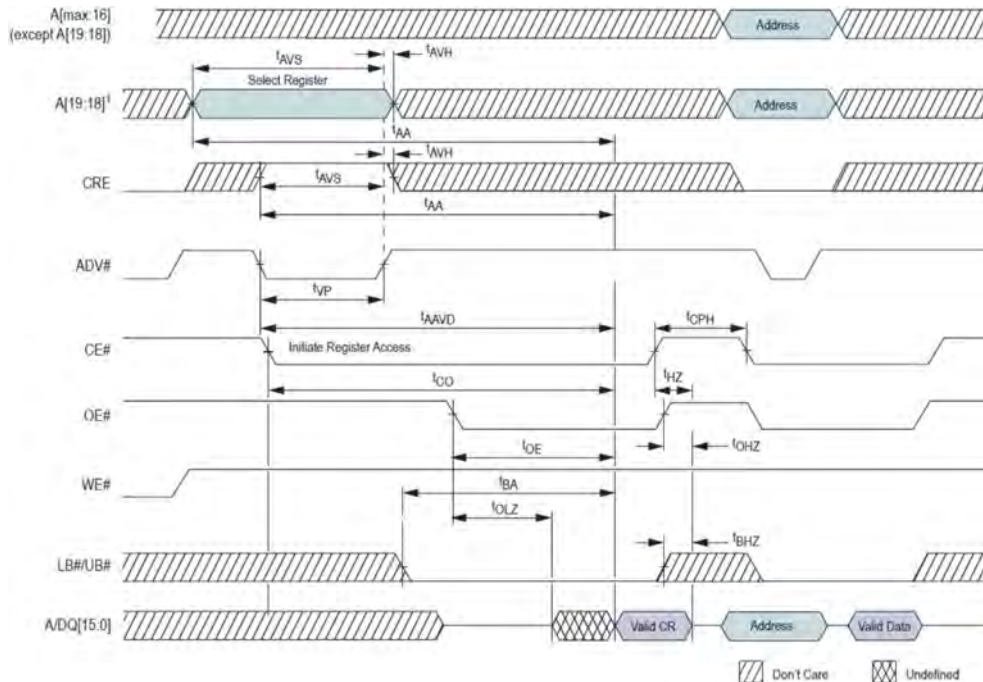 A[max:16]
(except A[19:18])
Address
tAVS
tAVH
Select Register
A[19:18]1
Address
tAA
tAVH
CRE
tAVS
tAA
ADV#
tVP
tAAVD
tCPH
CE#
Initiate Register Access
tHZ
tCO
OE#
tOE
tOHZ
WE#
tBA
tOLZ
tBHZ
LB#/UB#
A/DQ[15:0]
Valid CR
Address
Valid Data
Don't Care
Undefined